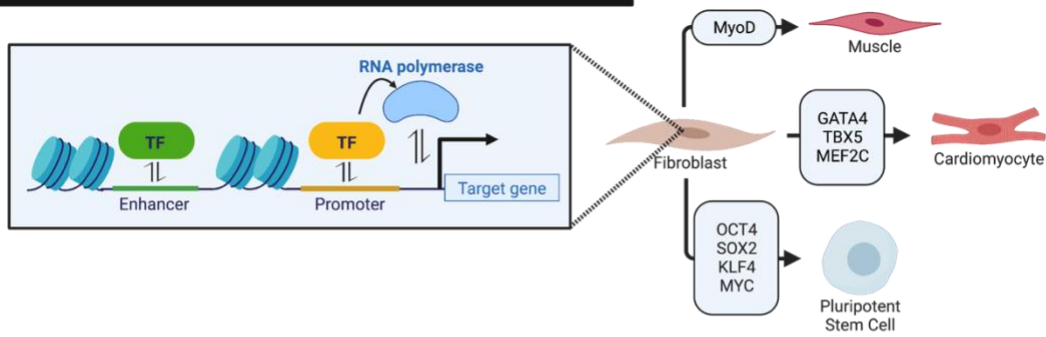 RNA polymerase
TF
TF
Enhancer
Promoter
Target gene
Fibroblast
MyoD
Muscle
GATA4
TBX5
MEF2C
Cardiomyocyte
OCT4
SOX2
KLF4
MYC
Pluripotent
Stem Cell